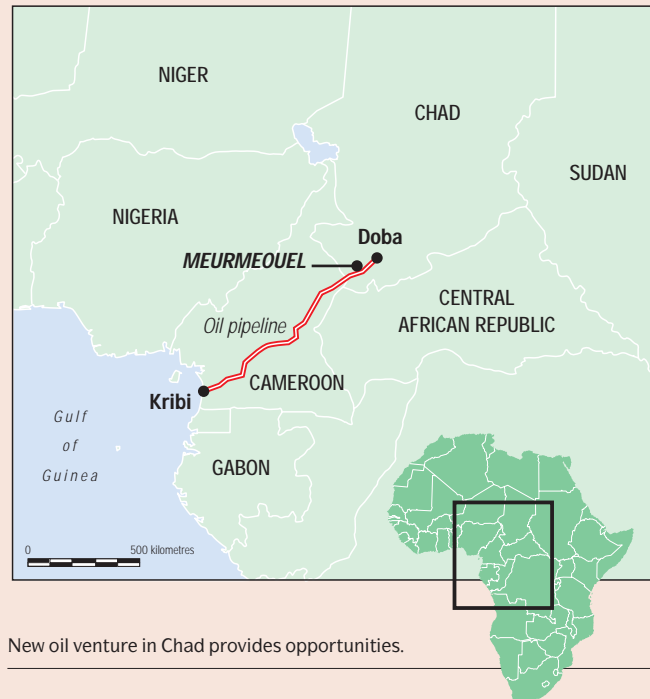 NIGER
CHAD
SUDAN
NIGERIA
Doba
MEURMEOUEL
CENTRAL
AFRICAN REPUBLIC
Oil pipeline
CAMEROON
Kribi
Gulf
of
Guinea
GABON
0 500 kilometres
New oil venture in Chad provides opportunities.